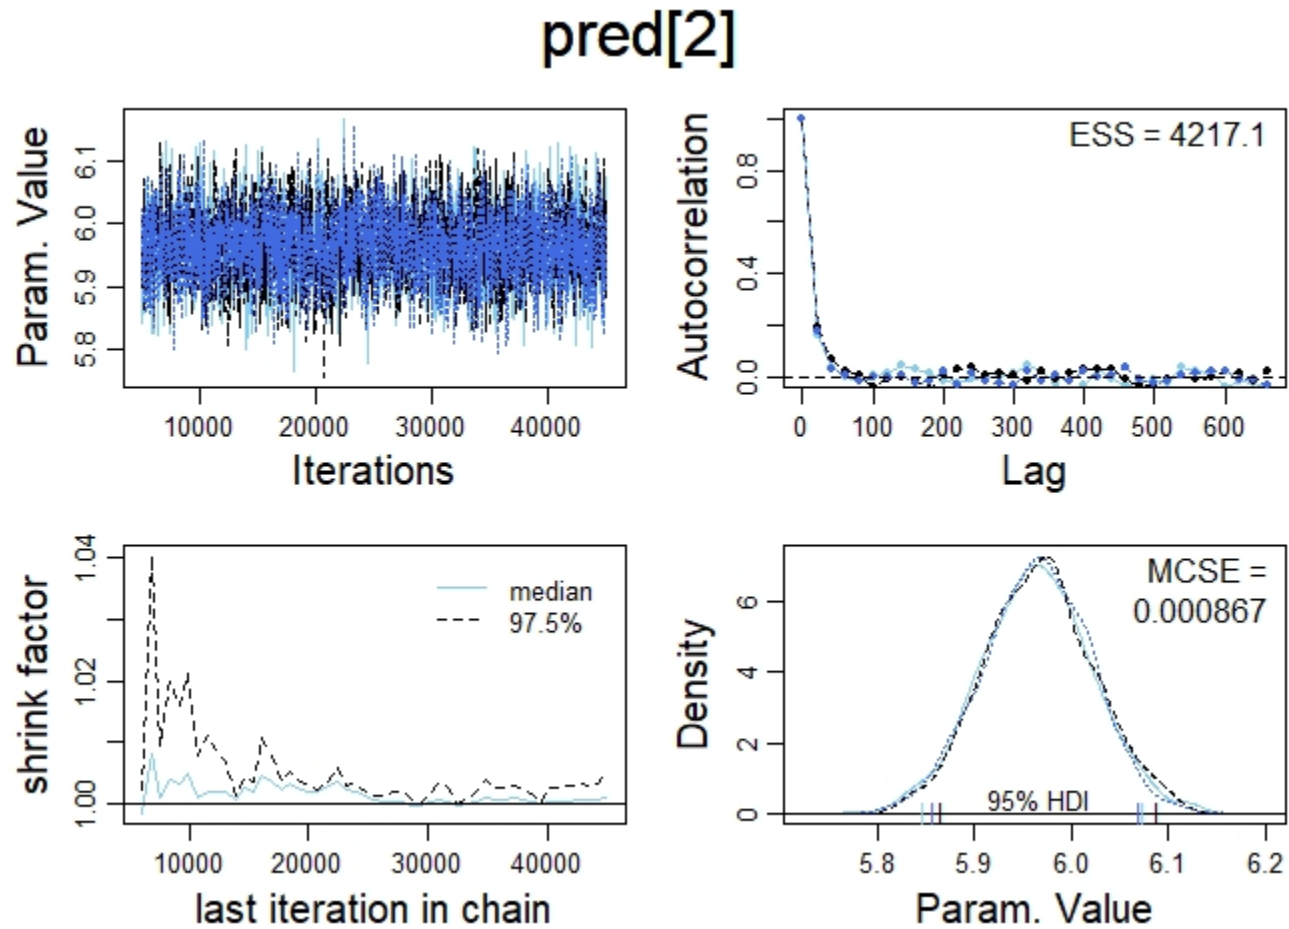 pred[2]
Param. Value
6.1
6.0
5.9
5.8
10000 20000 30000 40000
Iterations
Autocorrelation
0.8
0.4
0.0
ESS = 4217.1
0 100 200 300 400 500 600
Lag
shrink factor
1.04
1.02
1.00
median
97.5%
10000 20000 30000 40000
last iteration in chain
Density
6
4
2
0
MCSE =
0.000867
95% HDI
5.8 5.9 6.0 6.1 6.2
Param. Value